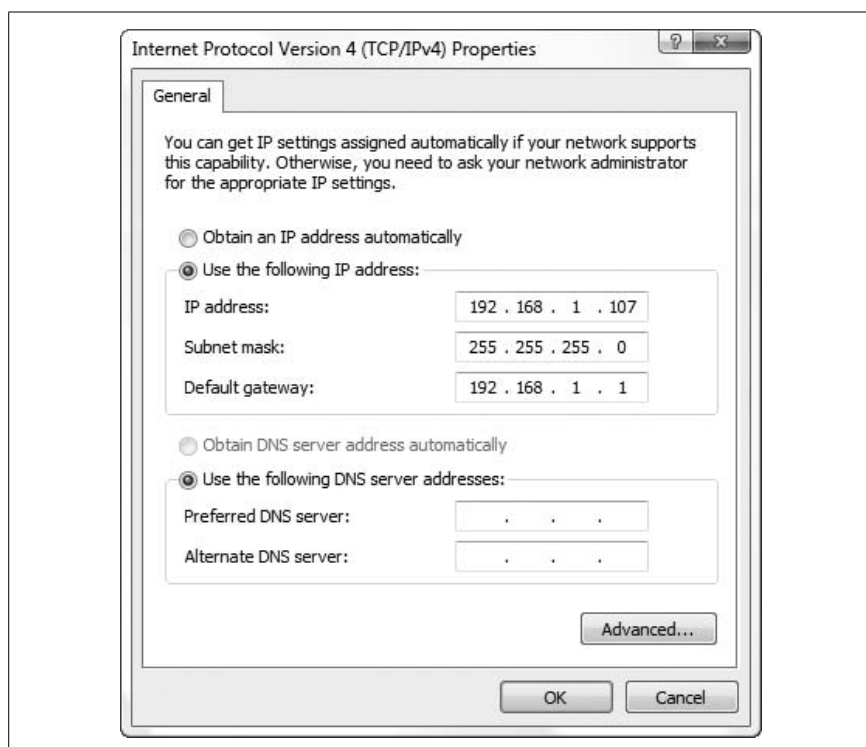 Internet Protocol Version 4 (TCP/IPv4) Properties
General
You can get IP settings assigned automatically if your network supports
this capability. Otherwise, you need to ask your network administrator
for the appropriate IP settings.
Obtain an IP address automatically
Use the following IP address:
IP address: 192 . 168 . 1 . 107
Subnet mask: 255 . 255 . 255 . 0
Default gateway: 192 . 168 . 1 . 1
Obtain DNS server address automatically
Use the following DNS server addresses:
Preferred DNS server: . . .
Alternate DNS server: . . .
Advanced...
OK Cancel